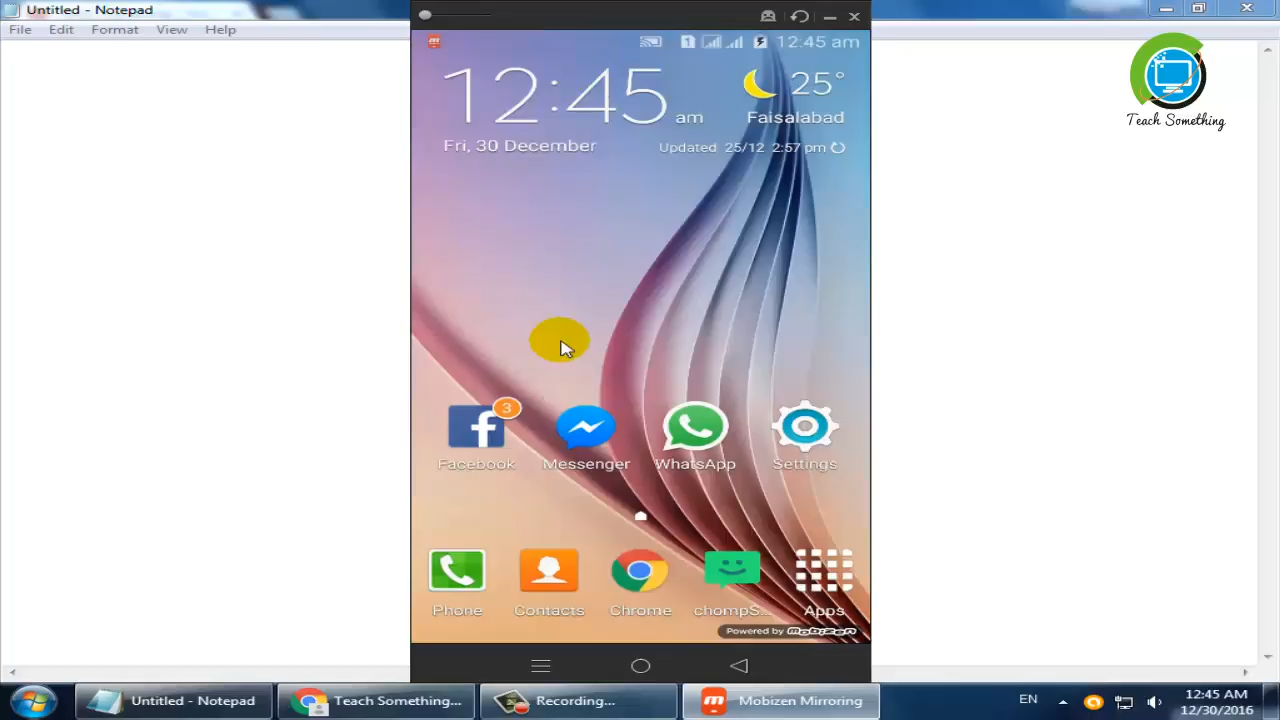 Untitled - Notepad
File Edit Format View Help
1 12:45 am
12:45 am
Fri, 30 December
25°
Faisalabad
Updated 25/12 2:57 pm
Teach Something
3
Facebook Messenger WhatsApp Settings
Phone Contacts Chrome chompS... Apps
Powered by mobizen
Untitled - Notepad
Teach Something...
Recording...
Mobizen Mirroring
EN
12:45 AM
12/30/2016